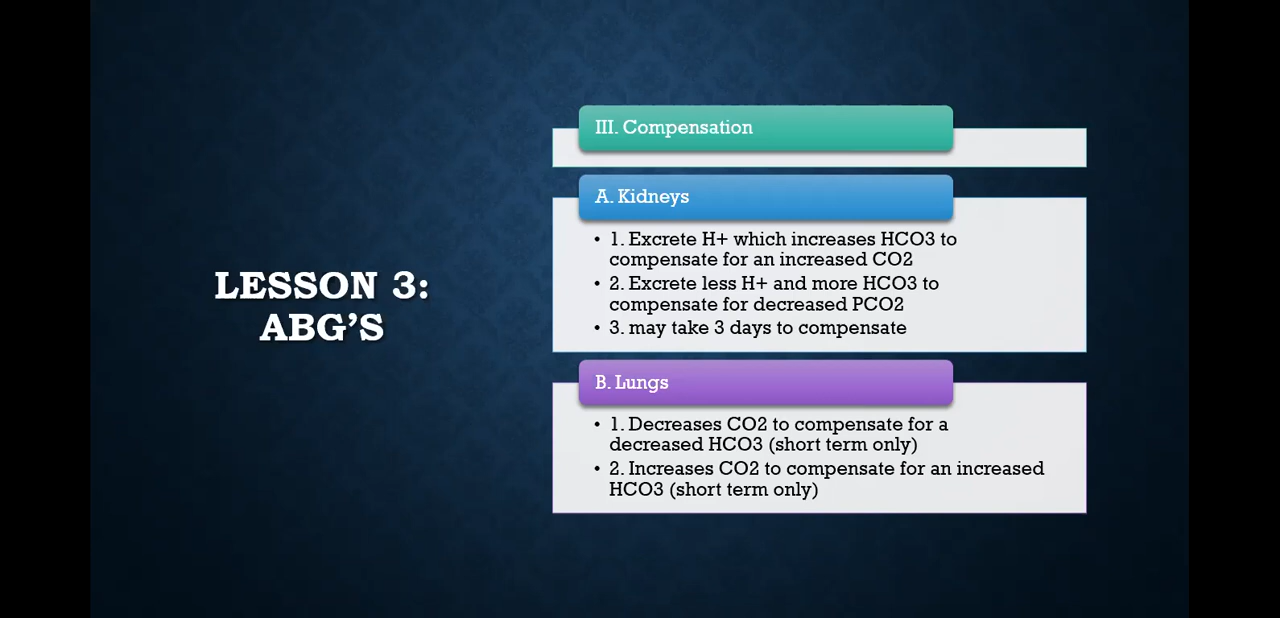 LESSON 3:
ABG’S
III. Compensation
A. Kidneys
• 1. Excrete H+ which increases HCO3 to
compensate for an increased CO2
• 2. Excrete less H+ and more HCO3 to
compensate for decreased PCO2
• 3. may take 3 days to compensate
B. Lungs
• 1. Decreases CO2 to compensate for a
decreased HCO3 (short term only)
• 2. Increases CO2 to compensate for an increased
HCO3 (short term only)